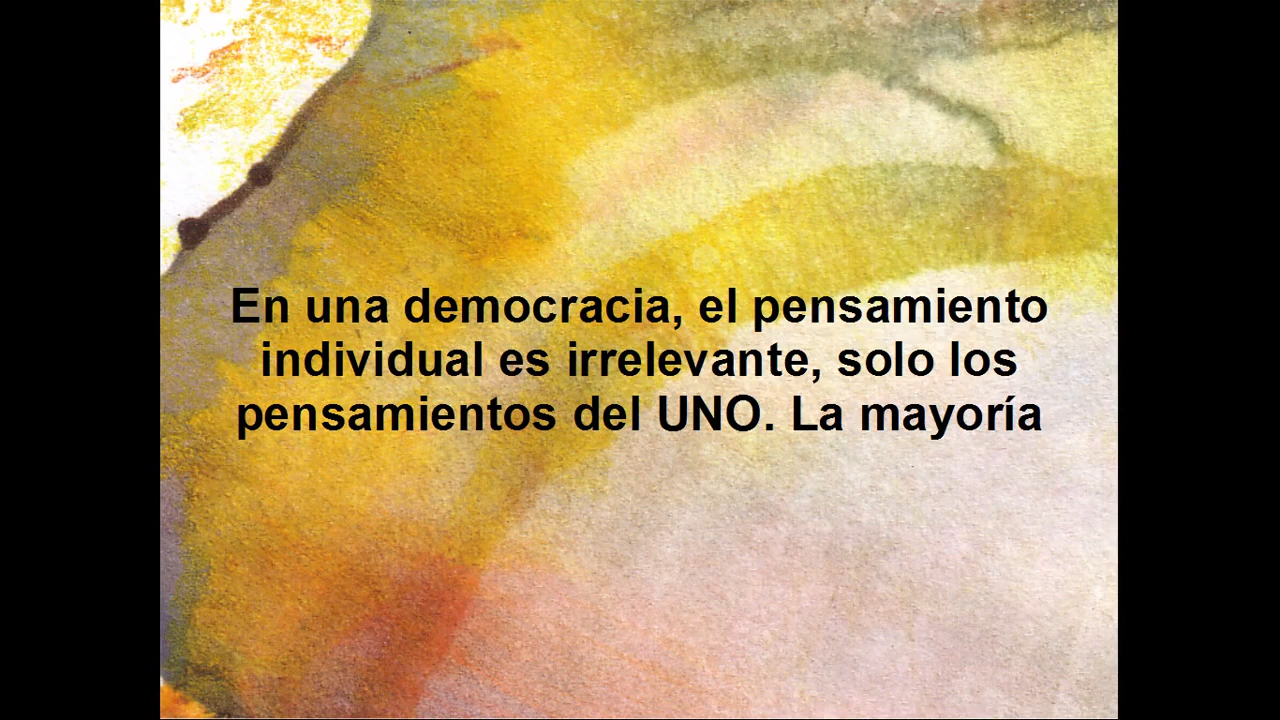 En una democracia, el pensamiento
individual es irrelevante, solo los
pensamientos del UNO. La mayoría